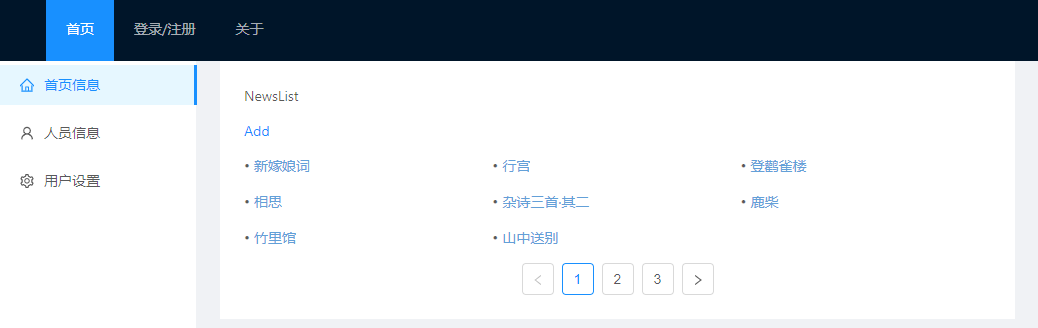 首页 登录/注册 关于
首页信息
人员信息
用户设置
NewsList
Add
• 新嫁娘词 • 行宫 • 登鹳雀楼
• 相思 • 杂诗三首·其二 • 鹿柴
• 竹里馆 • 山中送别
< 1 2 3 >